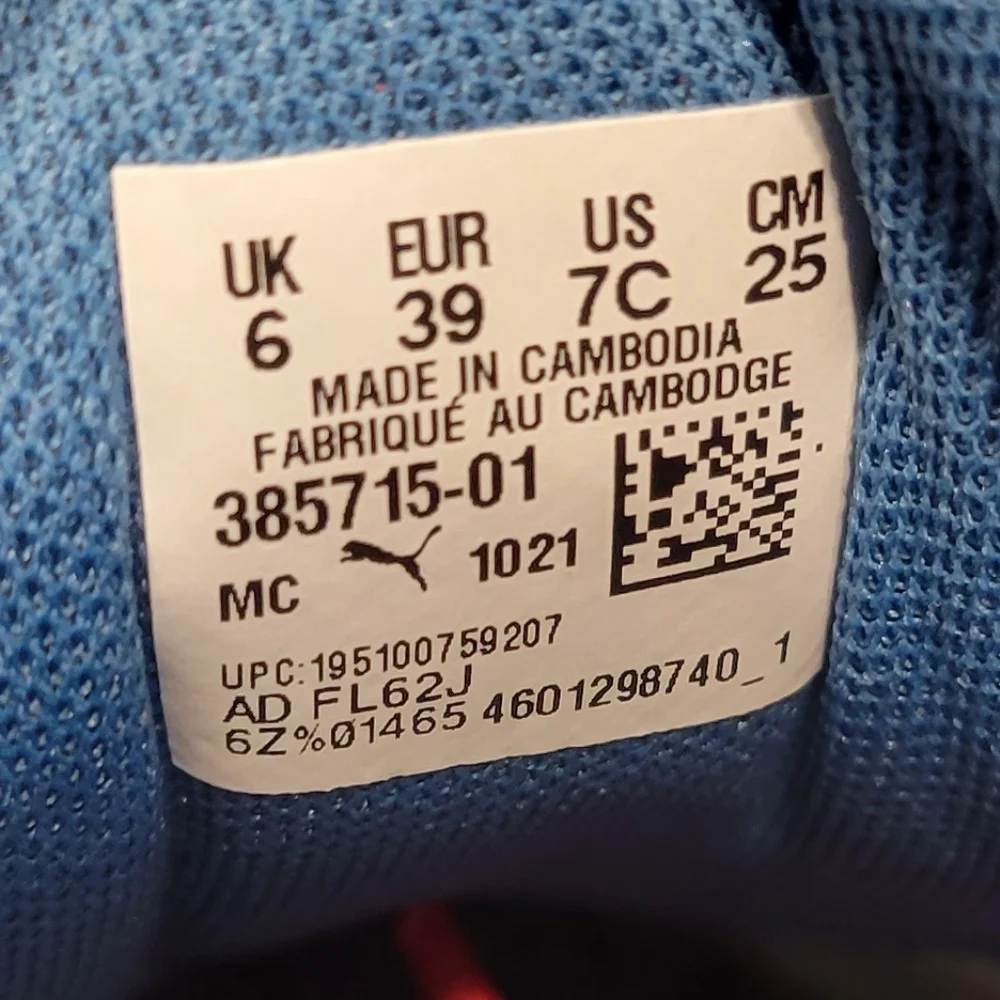 UK EUR US CM
6 39 7C 25
MADE IN CAMBODIA
FABRIQUÉ AU CAMBODGE
385715-01
MC 1021
UPC:195100759207
AD FL62J
6Z%01465 4601298740_1